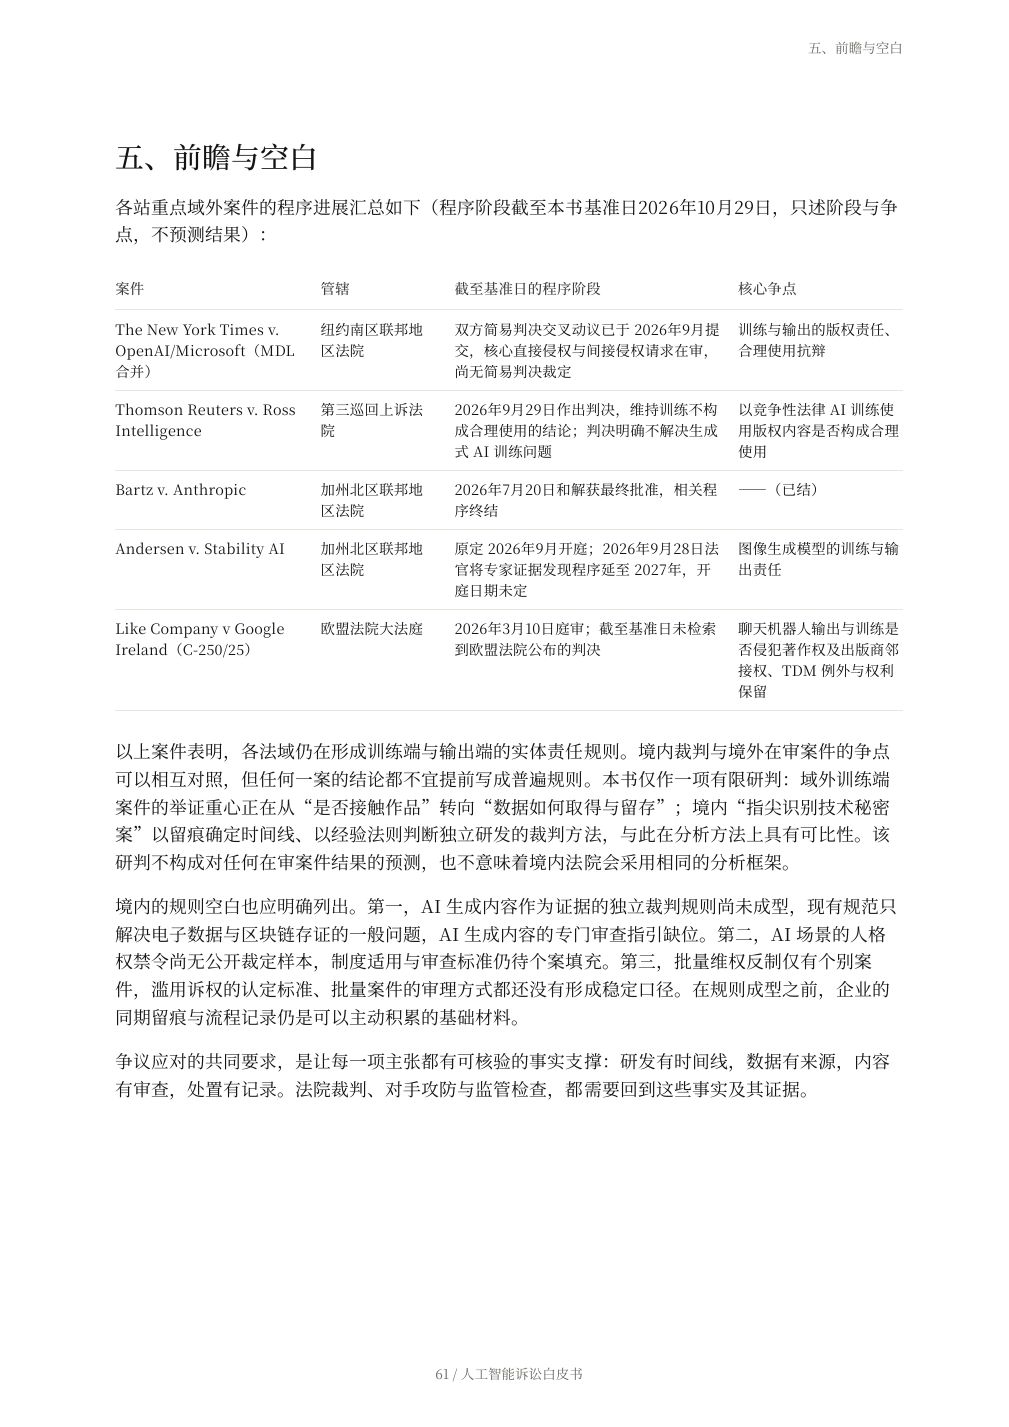 五、前瞻与空白
五、前瞻与空白
各站重点域外案件的程序进展汇总如下（程序阶段截至本书基准日2026年10月29日，只述阶段与争
点，不预测结果）：
案件 管辖 截至基准日的程序阶段 核心争点
The New York Times v. 纽约南区联邦地 双方简易判决交叉动议已于 2026年9月提 训练与输出的版权责任、
OpenAI/Microsoft（MDL 区法院 交，核心直接侵权与间接侵权请求在审， 合理使用抗辩
合并） 尚无简易判决裁定
Thomson Reuters v. Ross 第三巡回上诉法 2026年9月29日作出判决，维持训练不构 以竞争性法律 AI 训练使
Intelligence 院 成合理使用的结论；判决明确不解决生成 用版权内容是否构成合理
式 AI 训练问题 使用
Bartz v. Anthropic 加州北区联邦地 2026年7月20日和解获最终批准，相关程 ——（已结）
区法院 序终结
Andersen v. Stability AI 加州北区联邦地 原定 2026年9月开庭；2026年9月28日法 图像生成模型的训练与输
区法院 官将专家证据发现程序延至 2027年，开 出责任
庭日期未定
Like Company v Google 欧盟法院大法庭 2026年3月10日庭审；截至基准日未检索 聊天机器人输出与训练是
Ireland（C-250/25） 到欧盟法院公布的判决 否侵犯著作权及出版商邻
接权、TDM 例外与权利
保留
以上案件表明，各法域仍在形成训练端与输出端的实体责任规则。境内裁判与境外在审案件的争点
可以相互对照，但任何一案的结论都不宜提前写成普遍规则。本书仅作一项有限研判：域外训练端
案件的举证重心正在从“是否接触作品”转向“数据如何取得与留存”；境内“指尖识别技术秘密
案”以留痕确定时间线、以经验法则判断独立研发的裁判方法，与此在分析方法上具有可比性。该
研判不构成对任何在审案件结果的预测，也不意味着境内法院会采用相同的分析框架。
境内的规则空白也应明确列出。第一，AI 生成内容作为证据的独立裁判规则尚未成型，现有规范只
解决电子数据与区块链存证的一般问题，AI 生成内容的专门审查指引缺位。第二，AI 场景的人格
权禁令尚无公开裁定样本，制度适用与审查标准仍待个案填充。第三，批量维权反制仅有个别案
件，滥用诉权的认定标准、批量案件的审理方式都还没有形成稳定口径。在规则成型之前，企业的
同期留痕与流程记录仍是可以主动积累的基础材料。
争议应对的共同要求，是让每一项主张都有可核验的事实支撑：研发有时间线，数据有来源，内容
有审查，处置有记录。法院裁判、对手攻防与监管检查，都需要回到这些事实及其证据。
61 / 人工智能诉讼白皮书